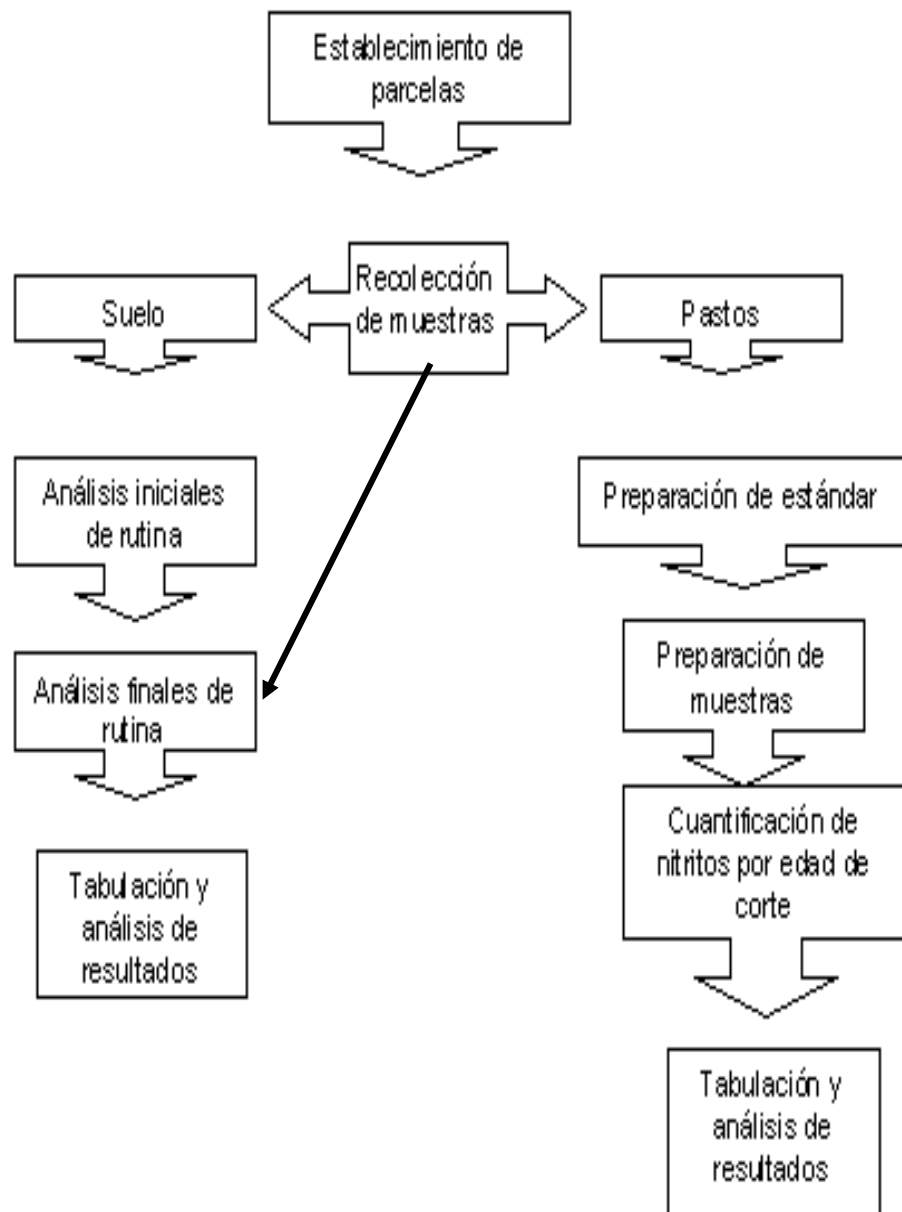 Establecimiento de
parcelas
Recolección
de muestras
Suelo
Pastos
Análisis iniciales
de rutina
Análisis finales de
rutina
Tabulación y
análisis de
resultados
Preparación de estándar
Preparación de
muestras
Cuantificación de
nitritos por edad de
corte
Tabulación y
análisis de
resultados